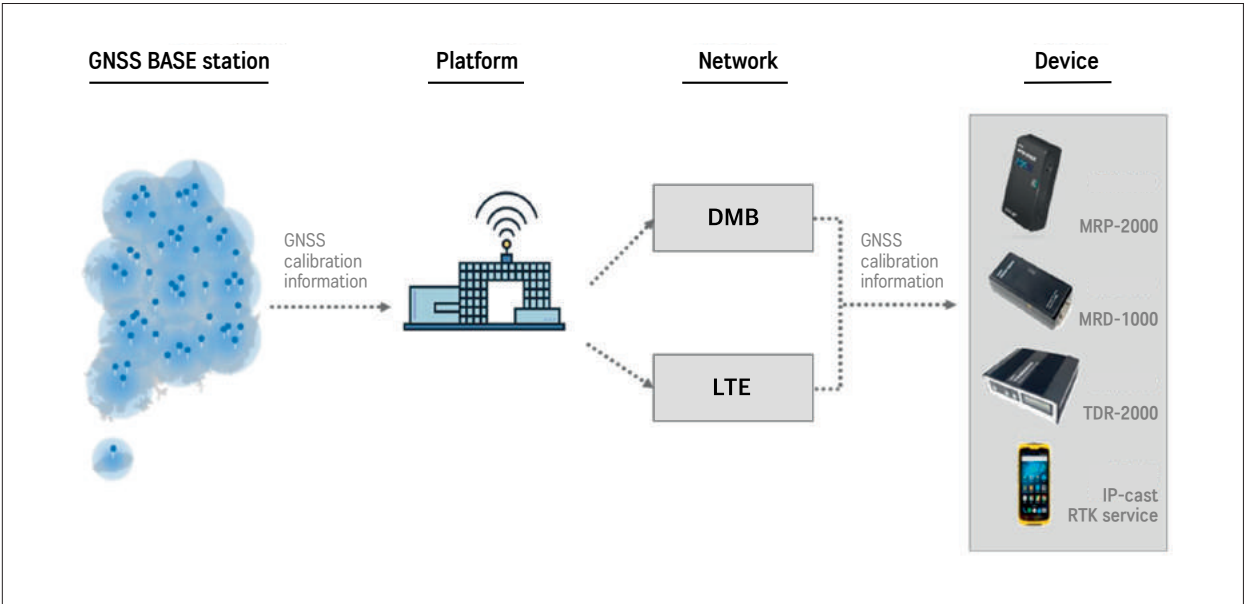 GNSS BASE station
Platform
Network
Device
GNSS
calibration
information
DMB
LTE
GNSS
calibration
information
MRP-2000
MRD-1000
TDR-2000
IP-cast
RTK service